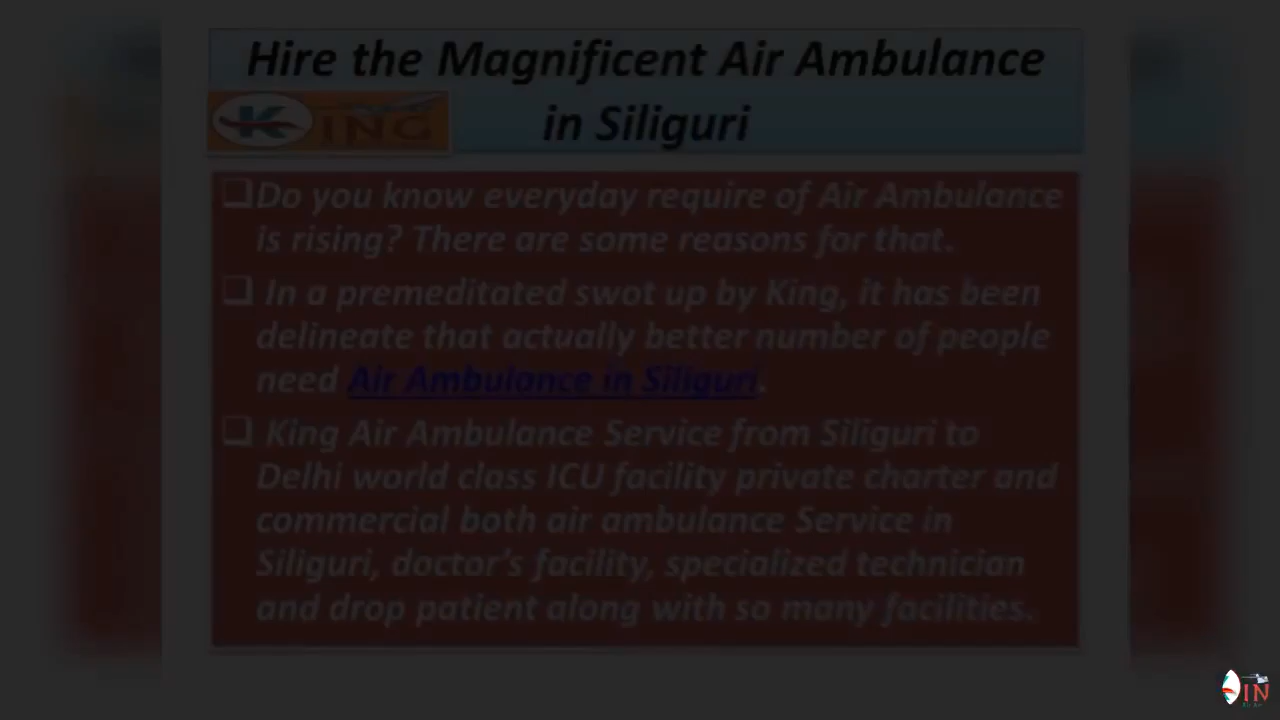 Hire the Magnificent Air Ambulance
in Siliguri
KING
❑Do you know everyday require of Air Ambulance
is rising? There are some reasons for that.
❑ In a premeditated swot up by King, it has been
delineate that actually better number of people
need Air Ambulance in Siliguri.
❑ King Air Ambulance Service from Siliguri to
Delhi world class ICU facility private charter and
commercial both air ambulance Service in
Siliguri, doctor's facility, specialized technician
and drop patient along with so many facilities.
IN